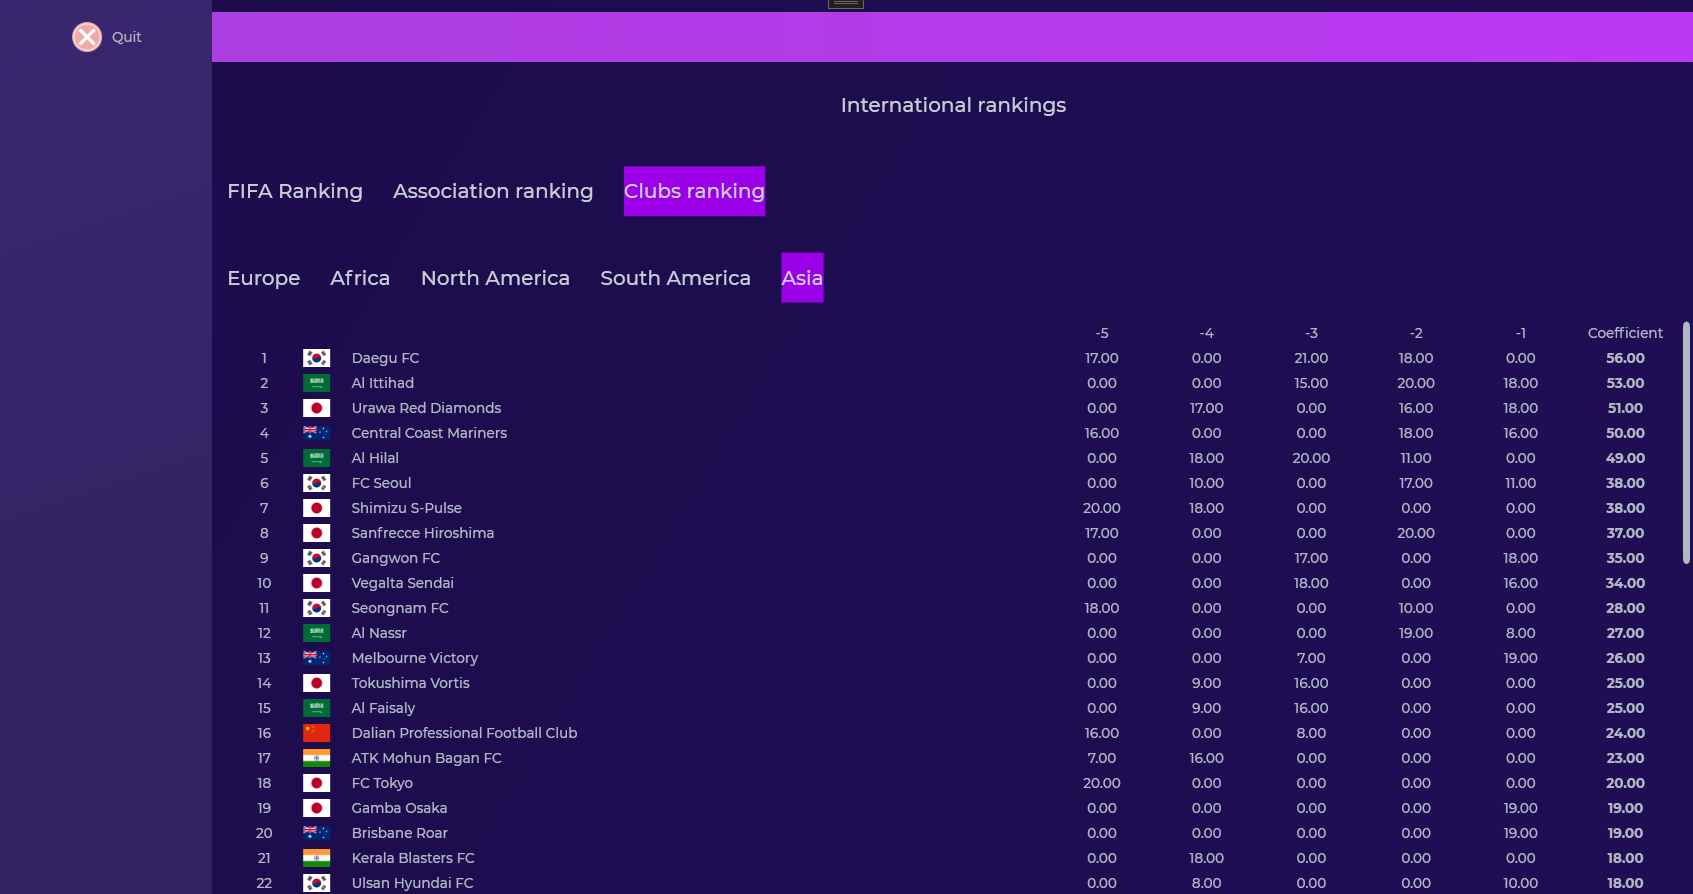 Quit
International rankings
FIFA Ranking Association ranking Clubs ranking
Europe Africa North America South America Asia
-5 -4 -3 -2 -1 Coefficient
1 Daegu FC 17.00 0.00 21.00 18.00 0.00 56.00
2 Al Ittihad 0.00 0.00 15.00 20.00 18.00 53.00
3 Urawa Red Diamonds 0.00 17.00 0.00 16.00 18.00 51.00
4 Central Coast Mariners 16.00 0.00 0.00 18.00 16.00 50.00
5 Al Hilal 0.00 18.00 20.00 11.00 0.00 49.00
6 FC Seoul 0.00 10.00 0.00 17.00 11.00 38.00
7 Shimizu S-Pulse 20.00 18.00 0.00 0.00 0.00 38.00
8 Sanfrecce Hiroshima 17.00 0.00 0.00 20.00 0.00 37.00
9 Gangwon FC 0.00 0.00 17.00 0.00 18.00 35.00
10 Vegalta Sendai 0.00 0.00 18.00 0.00 16.00 34.00
11 Seongnam FC 18.00 0.00 0.00 10.00 0.00 28.00
12 Al Nassr 0.00 0.00 0.00 19.00 8.00 27.00
13 Melbourne Victory 0.00 0.00 7.00 0.00 19.00 26.00
14 Tokushima Vortis 0.00 9.00 16.00 0.00 0.00 25.00
15 Al Faisaly 0.00 9.00 16.00 0.00 0.00 25.00
16 Dalian Professional Football Club 16.00 0.00 8.00 0.00 0.00 24.00
17 ATK Mohun Bagan FC 7.00 16.00 0.00 0.00 0.00 23.00
18 FC Tokyo 20.00 0.00 0.00 0.00 0.00 20.00
19 Gamba Osaka 0.00 0.00 0.00 0.00 19.00 19.00
20 Brisbane Roar 0.00 0.00 0.00 0.00 19.00 19.00
21 Kerala Blasters FC 0.00 18.00 0.00 0.00 0.00 18.00
22 Ulsan Hyundai FC 0.00 8.00 0.00 0.00 10.00 18.00